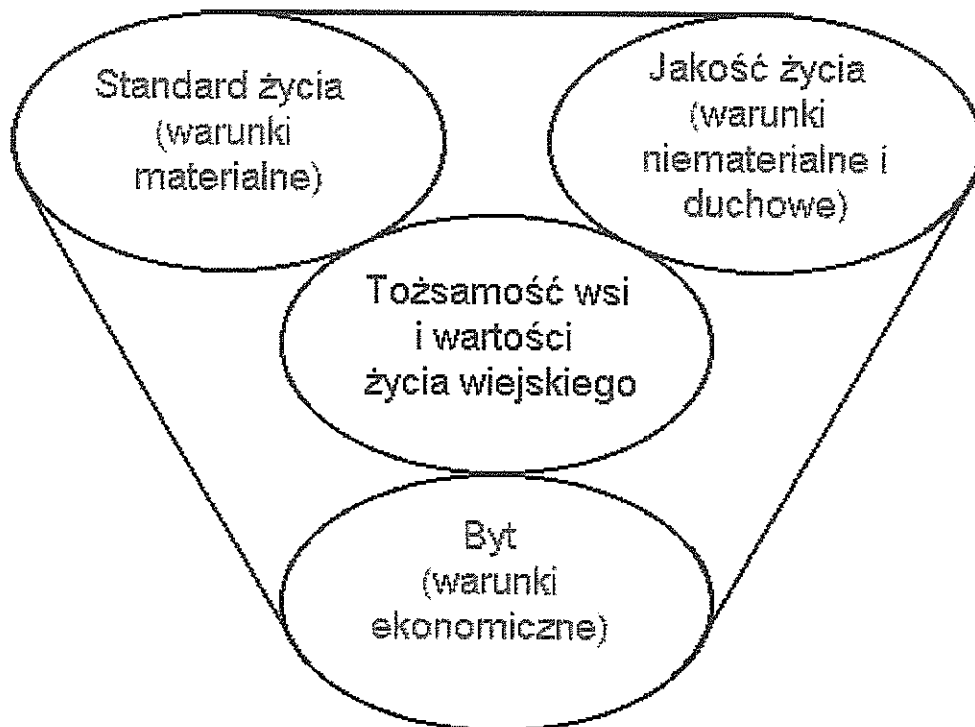 Standard życia
(warunki
materialne)
Jakość życia
(warunki
niematerialne i
duchowe)
Tożsamość wsi
i wartości
życia wiejskiego
Byt
(warunki
ekonomiczne)